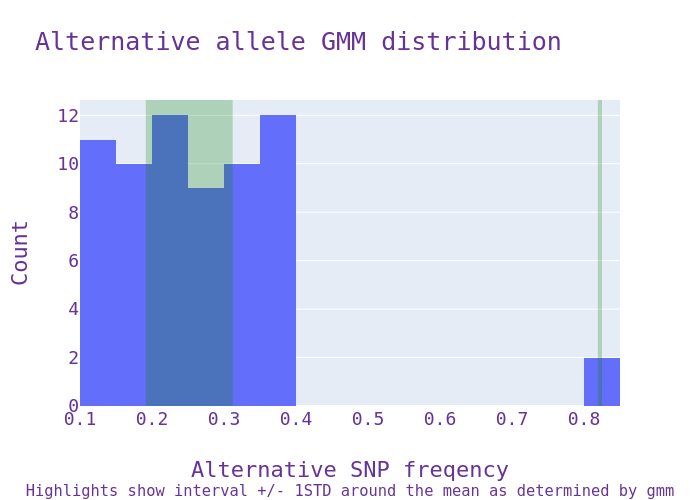 Alternative allele GMM distribution
12
10
8
6
4
2
0
Count
0.1 0.2 0.3 0.4 0.5 0.6 0.7 0.8
Alternative SNP freqency
Highlights show interval +/- 1STD around the mean as determined by gmm